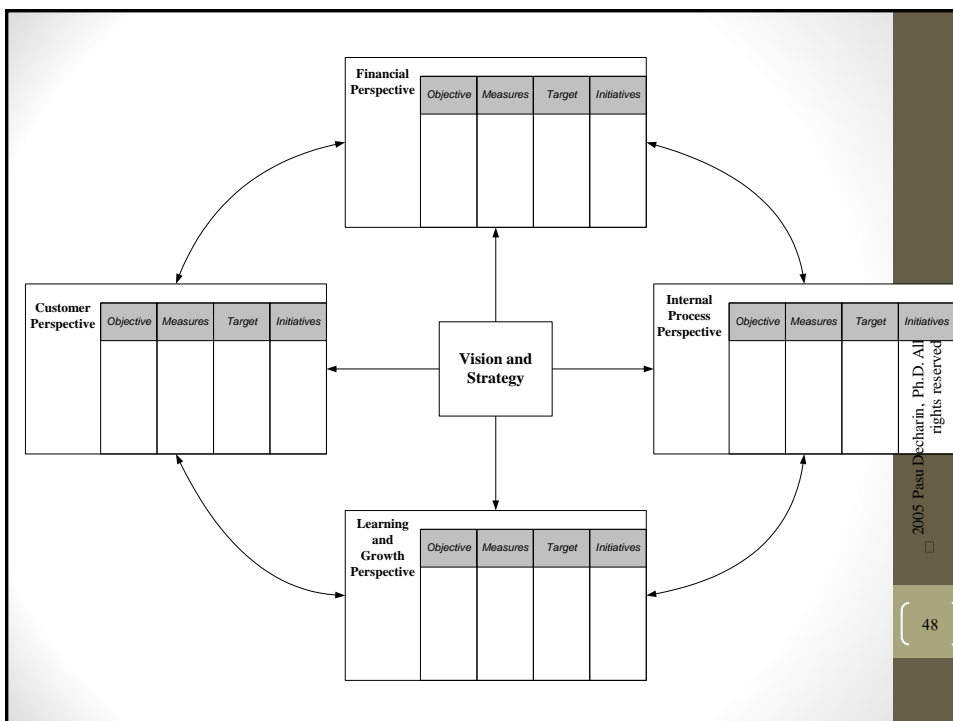 Financial
Perspective
Objective Measures Target Initiatives
Customer
Perspective
Objective Measures Target Initiatives
Vision and
Strategy
Internal
Process
Perspective
Objective Measures Target Initiatives
Learning
and
Growth
Perspective
Objective Measures Target Initiatives
□ 2005 Pasu Decharin, Ph.D. All
rights reserved
48